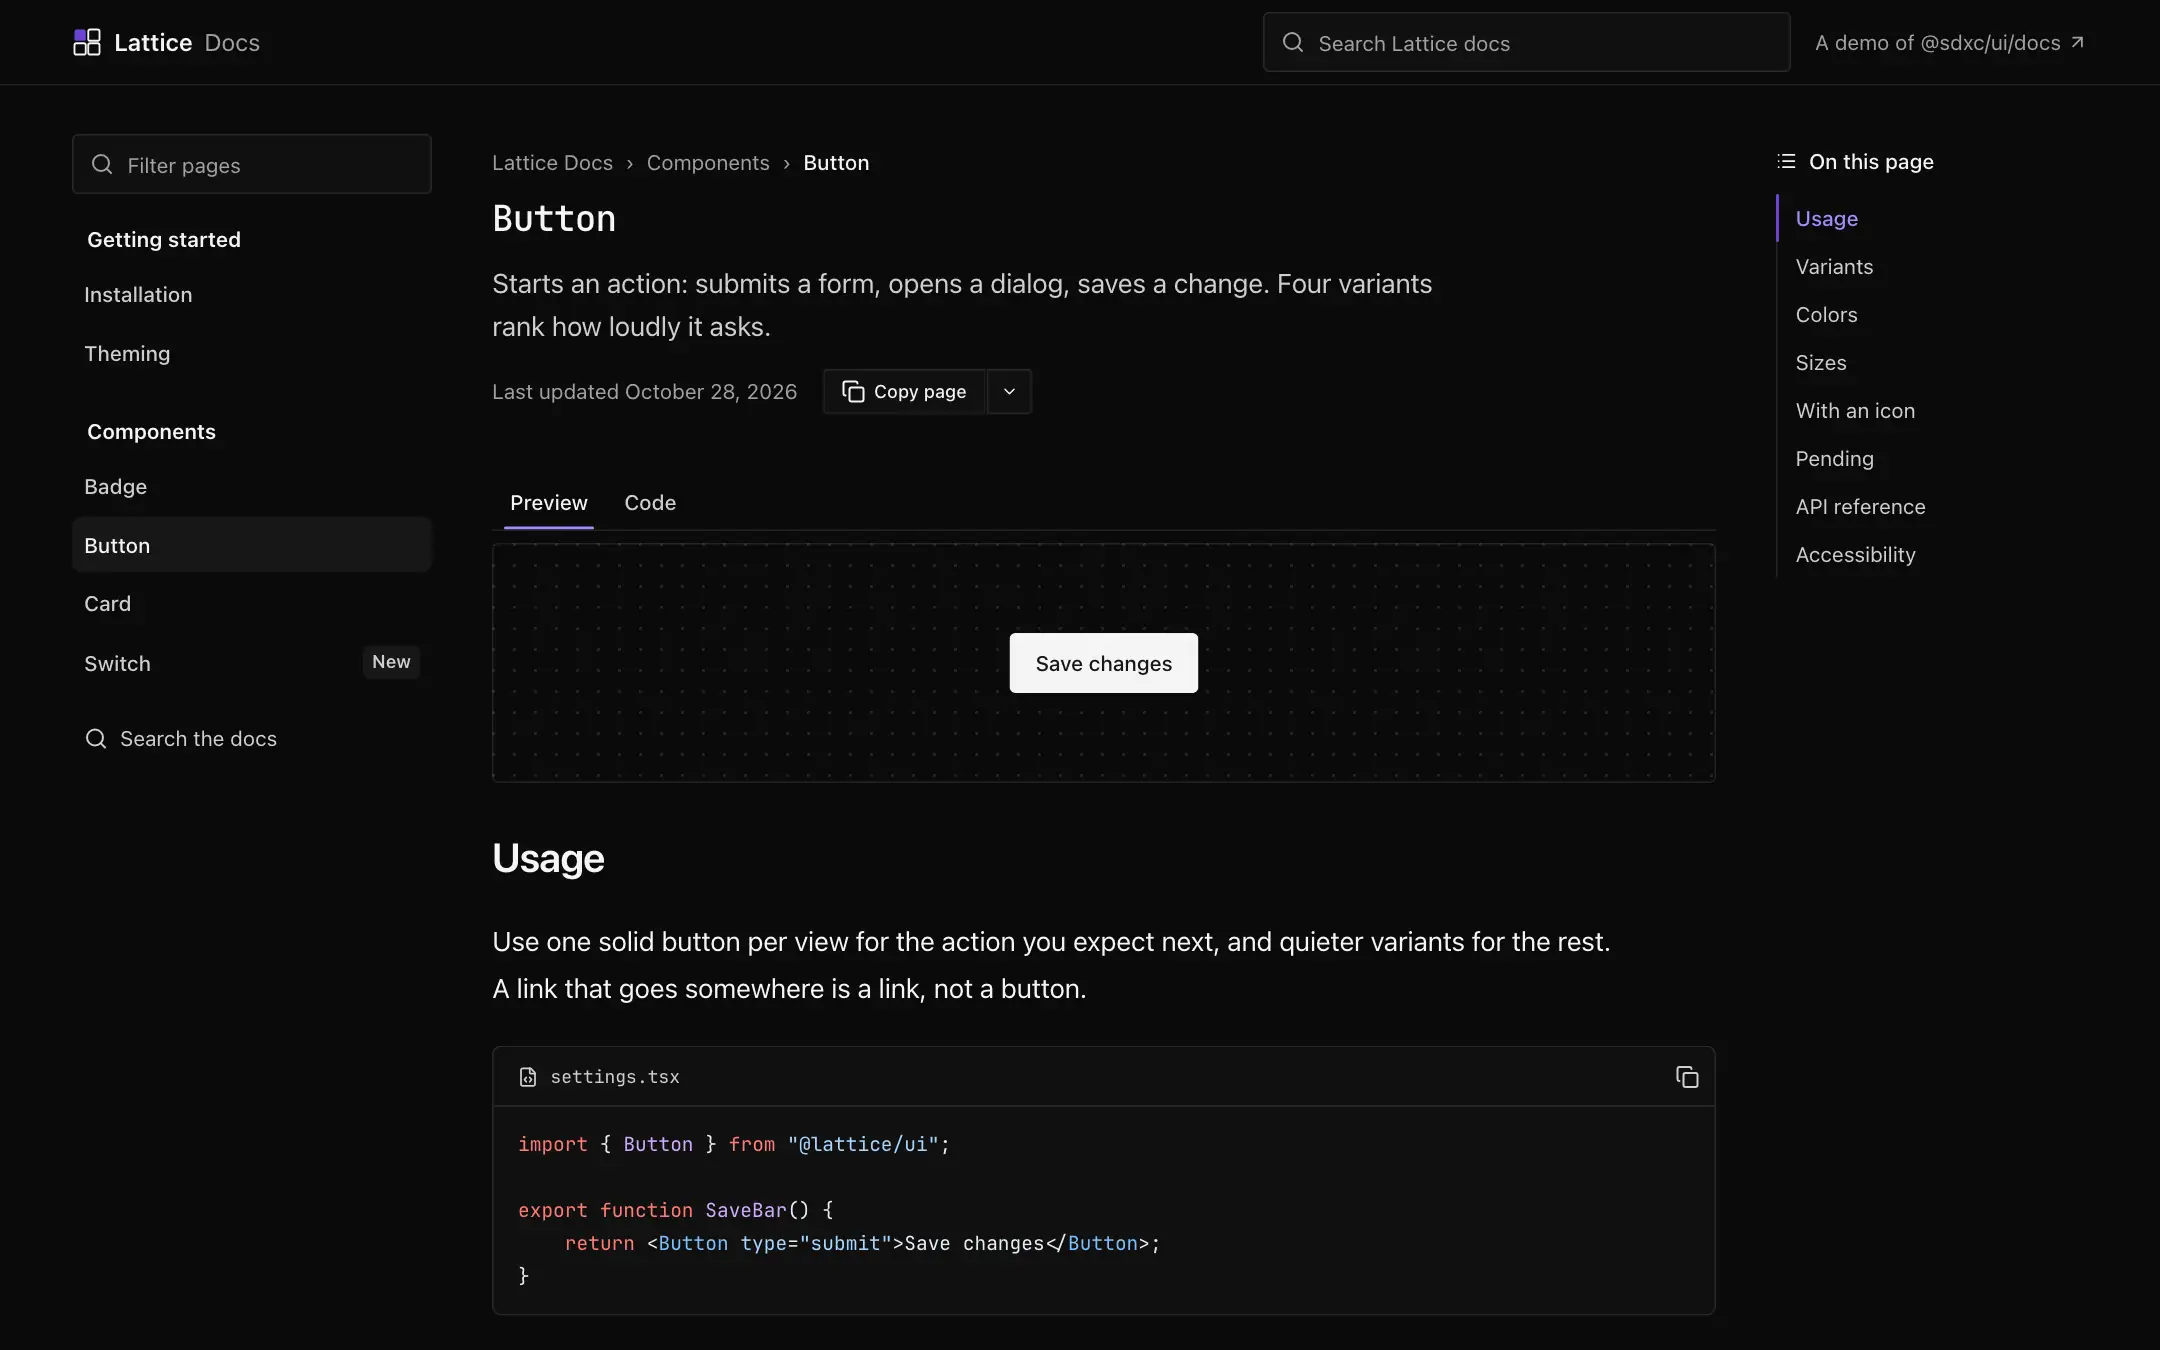 Lattice Docs
Search Lattice docs
A demo of @sdxc/ui/docs
Filter pages
Getting started
Installation
Theming
Components
Badge
Button
Card
Switch
New
Search the docs
Lattice Docs › Components › Button
Button
Starts an action: submits a form, opens a dialog, saves a change. Four variants
rank how loudly it asks.
Last updated October 28, 2026
Copy page
Preview
Code
Save changes
Usage
Use one solid button per view for the action you expect next, and quieter variants for the rest.
A link that goes somewhere is a link, not a button.
settings.tsx
import { Button } from "@lattice/ui";
export function SaveBar() {
    return <Button type="submit">Save changes</Button>;
}
On this page
Usage
Variants
Colors
Sizes
With an icon
Pending
API reference
Accessibility